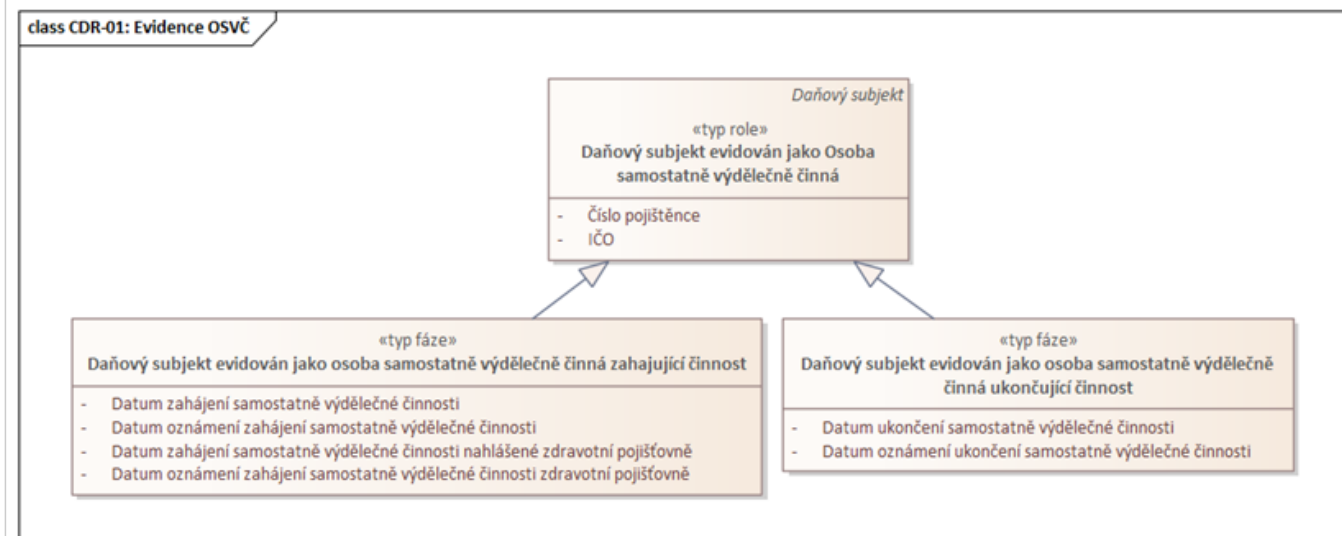 class CDR-01: Evidence OSVČ
Daňový subjekt
«typ role»
Daňový subjekt evidován jako Osoba
samostatně výdělečně činná
- Číslo pojištěnce
- IČO
«typ fáze»
Daňový subjekt evidován jako osoba samostatně výdělečně činná zahajující činnost
- Datum zahájení samostatně výdělečné činnosti
- Datum oznámení zahájení samostatně výdělečné činnosti
- Datum zahájení samostatně výdělečné činnosti nahlášené zdravotní pojišťovně
- Datum oznámení zahájení samostatně výdělečné činnosti zdravotní pojišťovně
«typ fáze»
Daňový subjekt evidován jako osoba samostatně výdělečně
činná ukončující činnost
- Datum ukončení samostatně výdělečné činnosti
- Datum oznámení ukončení samostatně výdělečné činnosti